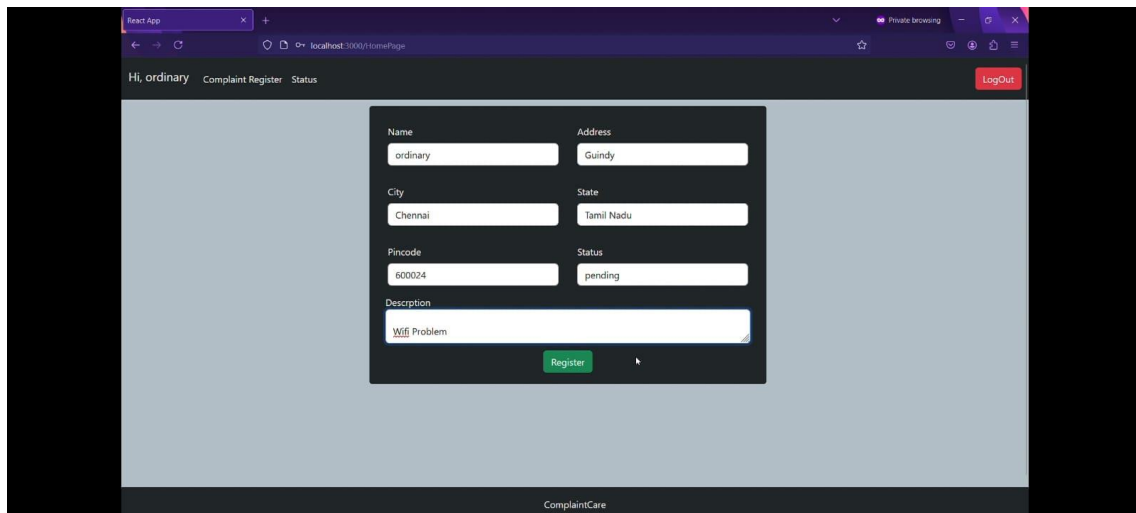 React App
Private browsing
localhost:3000/HomePage
Hi, ordinary Complaint Register Status LogOut
Name Address
ordinary Guindy
City State
Chennai Tamil Nadu
Pincode Status
600024 pending
Descrption
Wifi Problem
Register
ComplaintCare